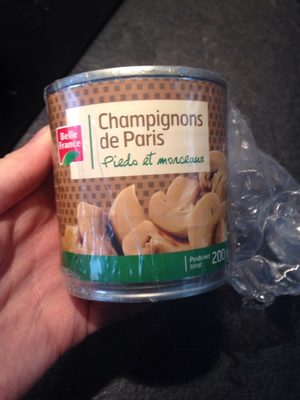 Belle
France
Champignons
de Paris
Pieds et morceaux
Poids net
total :
200